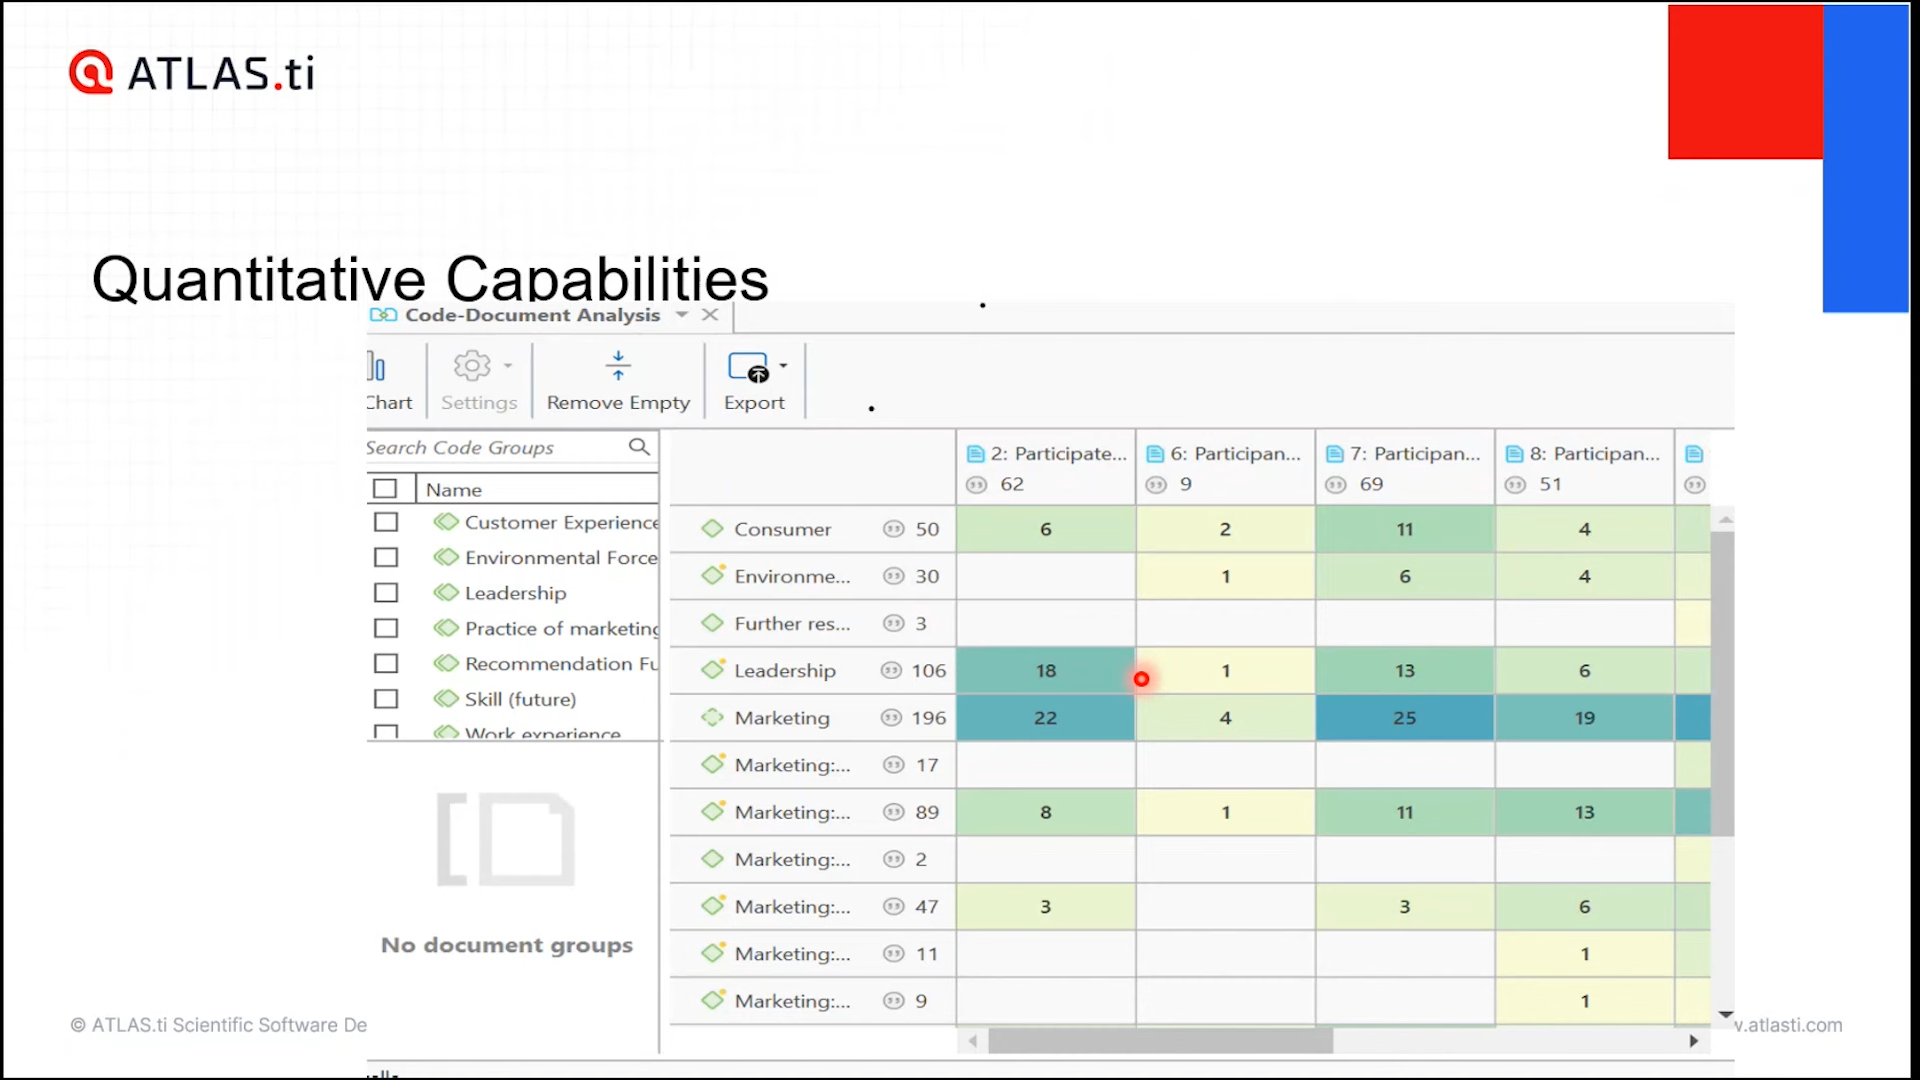 ATLAS.ti
Quantitative Capabilities
Code-Document Analysis
Chart
Settings
Remove Empty
Export
Search Code Groups
Name
Customer Experience
Environmental Force
Leadership
Practice of marketing
Recommendation Fu
Skill (future)
Work experience
No document groups
2: Participate... 6: Participan... 7: Participan... 8: Participan...
62 9 69 51
Consumer 50 6 2 11 4
Environme... 30 1 6 4
Further res... 3
Leadership 106 18 1 13 6
Marketing 196 22 4 25 19
Marketing:... 17
Marketing:... 89 8 1 11 13
Marketing:... 2
Marketing:... 47 3 3 6
Marketing:... 11 1
Marketing:... 9 1
© ATLAS.ti Scientific Software De
.atlasti.com